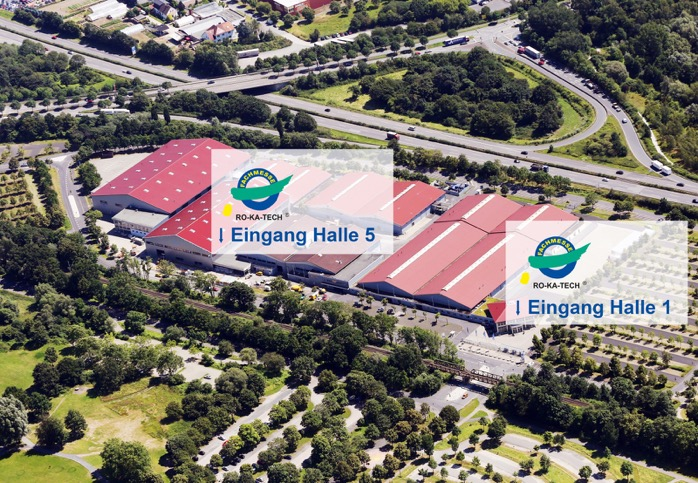 FACHMESSE
RO-KA-TECH ®
↓ Eingang Halle 5
FACHMESSE
RO-KA-TECH
↓ Eingang Halle 1